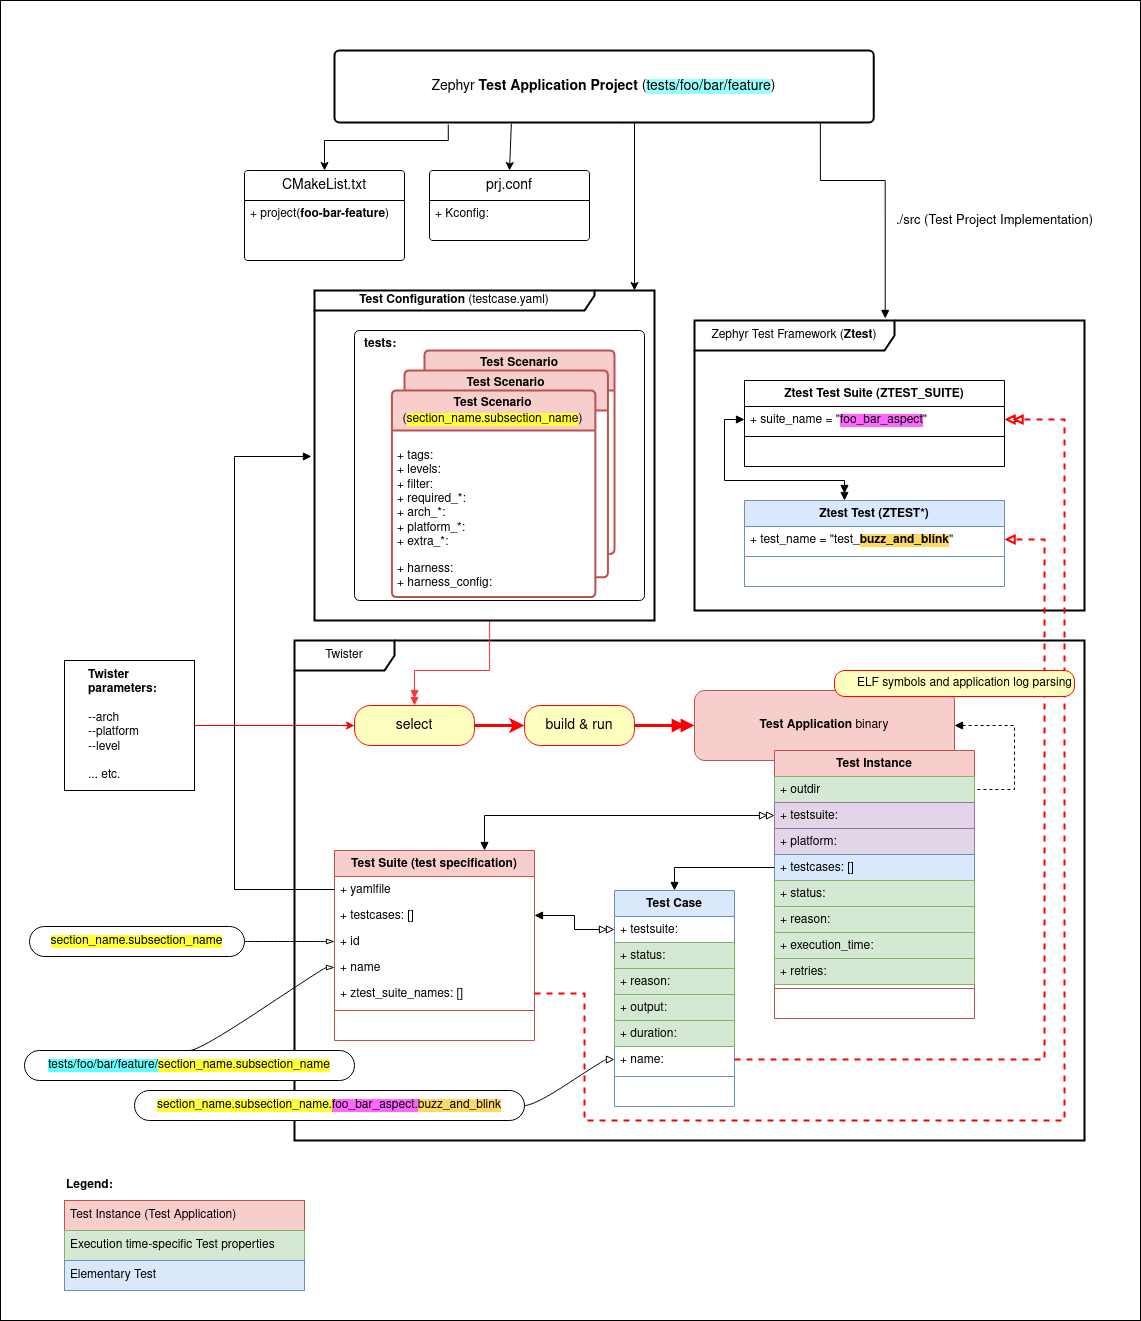 Zephyr Test Application Project (tests/foo/bar/feature)
CMakeList.txt
+ project(foo-bar-feature)
prj.conf
+ Kconfig:
./src (Test Project Implementation)
Test Configuration (testcase.yaml)
tests:
Test Scenario
Test Scenario
Test Scenario
(section_name.subsection_name)
+ tags:
+ levels:
+ filter:
+ required_*:
+ arch_*:
+ platform_*:
+ extra_*:
+ harness:
+ harness_config:
Zephyr Test Framework (Ztest)
Ztest Test Suite (ZTEST_SUITE)
+ suite_name = "foo_bar_aspect"
Ztest Test (ZTEST*)
+ test_name = "test_buzz_and_blink"
Twister
Twister
parameters:
--arch
--platform
--level
... etc.
select
build & run
ELF symbols and application log parsing
Test Application binary
Test Instance
+ outdir
+ testsuite:
+ platform:
+ testcases: []
+ status:
+ reason:
+ execution_time:
+ retries:
Test Suite (test specification)
+ yamlfile
+ testcases: []
+ id
+ name
+ ztest_suite_names: []
Test Case
+ testsuite:
+ status:
+ reason:
+ output:
+ duration:
+ name:
section_name.subsection_name
tests/foo/bar/feature/section_name.subsection_name
section_name.subsection_name.foo_bar_aspect.buzz_and_blink
Legend:
Test Instance (Test Application)
Execution time-specific Test properties
Elementary Test